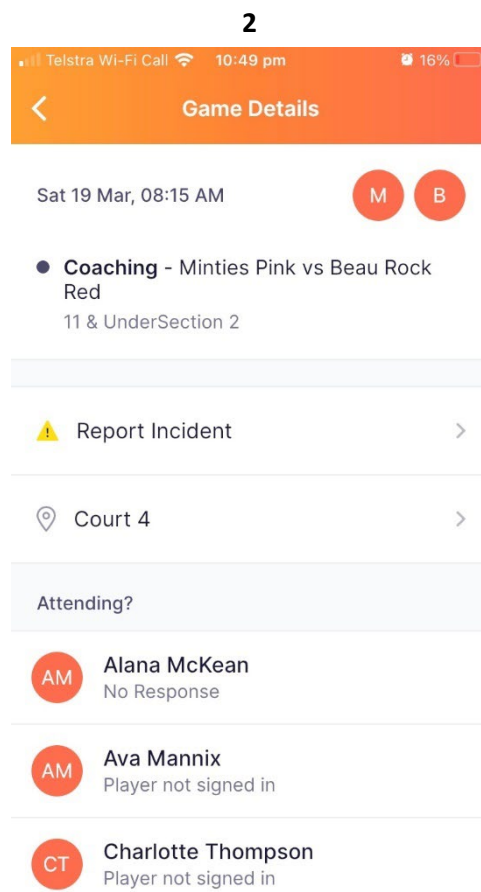 2
Telstra Wi-Fi Call 10:49 pm 16%
Game Details
Sat 19 Mar, 08:15 AM M B
Coaching - Minties Pink vs Beau Rock
Red
11 & UnderSection 2
Report Incident
Court 4
Attending?
AM Alana McKean
No Response
AM Ava Mannix
Player not signed in
CT Charlotte Thompson
Player not signed in